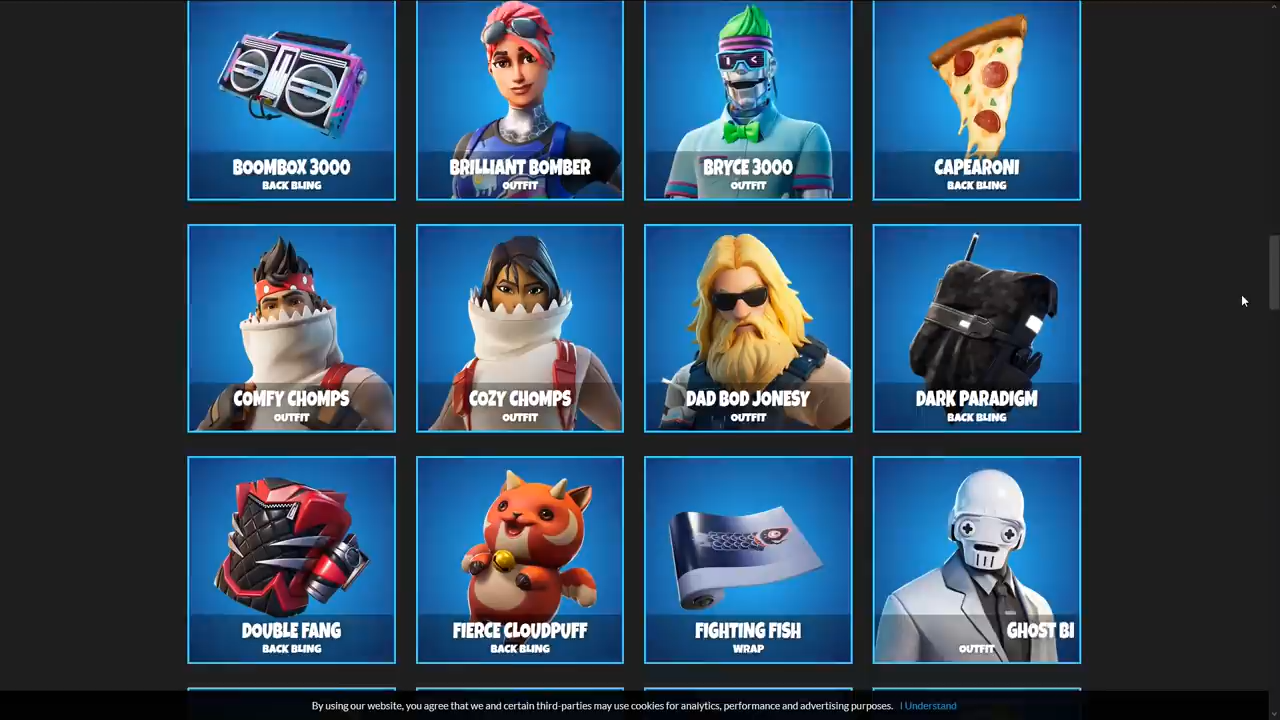 BOOMBOX 3000
BACK BLING
BRILLIANT BOMBER
OUTFIT
BRYCE 3000
OUTFIT
CAPEARONI
BACK BLING
COMFY CHOMPS
OUTFIT
COZY CHOMPS
OUTFIT
DAD BOD JONESY
OUTFIT
DARK PARADIGM
BACK BLING
DOUBLE FANG
BACK BLING
FIERCE CLOUDPUFF
BACK BLING
FIGHTING FISH
WRAP
GHOST BI
OUTFIT
By using our website, you agree that we and certain third-parties may use cookies for analytics, performance and advertising purposes. I Understand